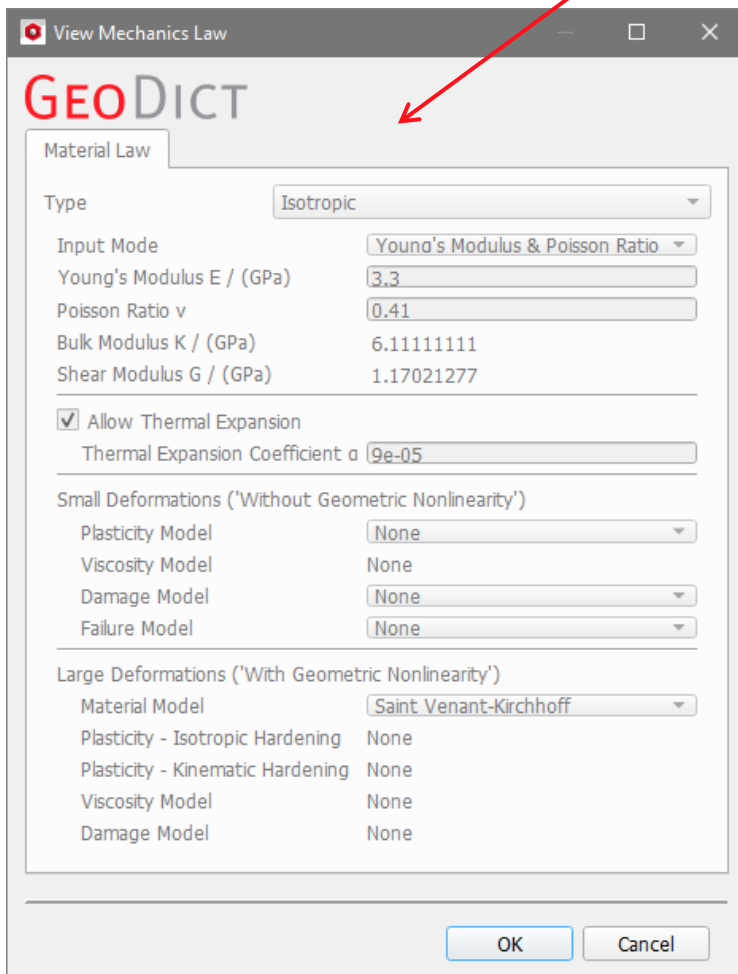 View Mechanics Law
GEODICT
Material Law
Type Isotropic
Input Mode Young's Modulus & Poisson Ratio
Young's Modulus E / (GPa) 3.3
Poisson Ratio ν 0.41
Bulk Modulus K / (GPa) 6.11111111
Shear Modulus G / (GPa) 1.17021277
Allow Thermal Expansion
Thermal Expansion Coefficient α 9e-05
Small Deformations ('Without Geometric Nonlinearity')
Plasticity Model None
Viscosity Model None
Damage Model None
Failure Model None
Large Deformations ('With Geometric Nonlinearity')
Material Model Saint Venant-Kirchhoff
Plasticity - Isotropic Hardening None
Plasticity - Kinematic Hardening None
Viscosity Model None
Damage Model None
OK Cancel